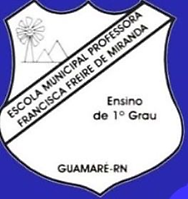 ESCOLA MUNICIPAL PROFESSORA
FRANCISCA FREIRE DE MIRANDA
Ensino
de 1º Grau
GUAMARÉ-RN